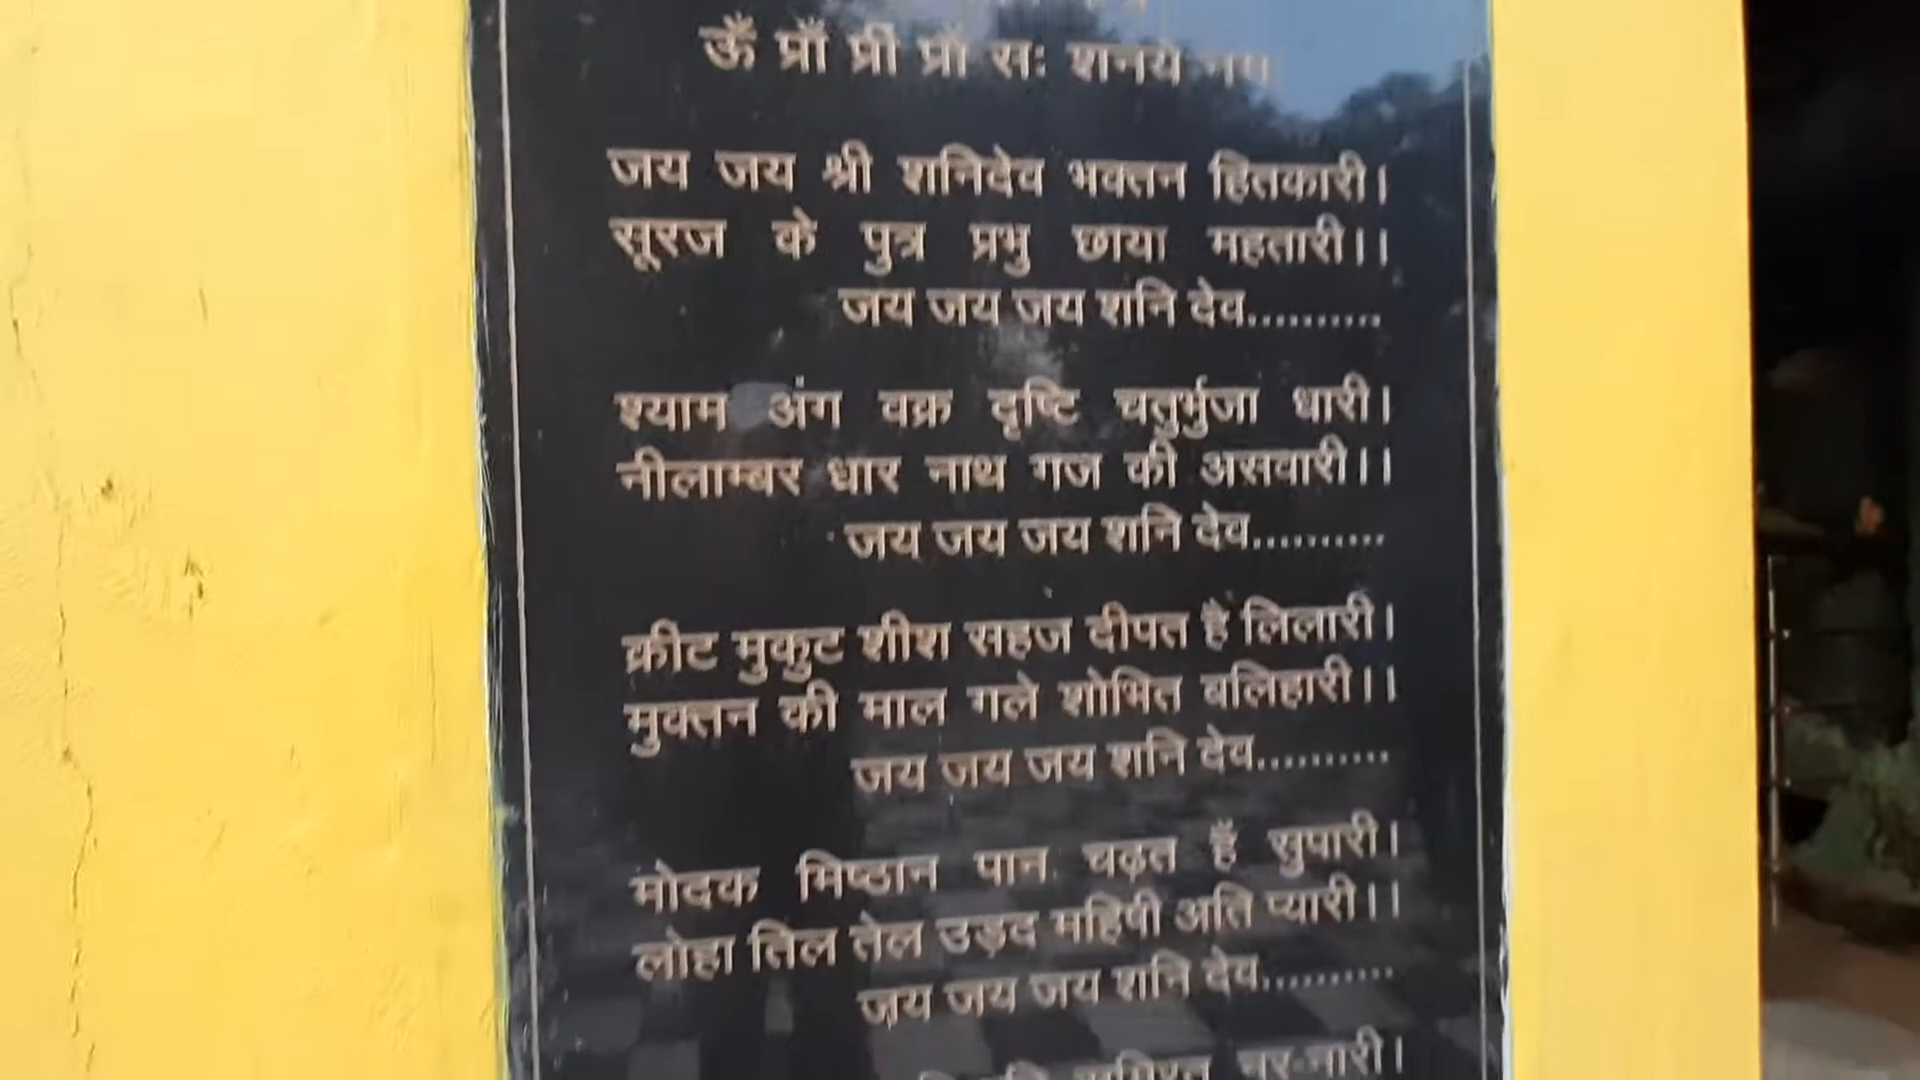 ऊँ प्राँ प्रीं प्रौं सः शनये नम
जय जय श्री शनिदेव भक्तन हितकारी।
सूरज के पुत्र प्रभु छाया महतारी।।
जय जय जय शनि देव..........
श्याम अंग वक्र दृष्टि चतुर्भुजा धारी।
नीलाम्बर धार नाथ गज की असवारी।।
जय जय जय शनि देव..........
क्रीट मुकुट शीश सहज दीपत है लिलारी।
मुक्तन की माल गले शोभित बलिहारी।।
जय जय जय शनि देव..........
मोदक मिष्ठान पान चढ़त हैं सुपारी।
लोहा तिल तेल उड़द महिषी अति प्यारी।।
जय जय जय शनि देव..........
नर-नारी।